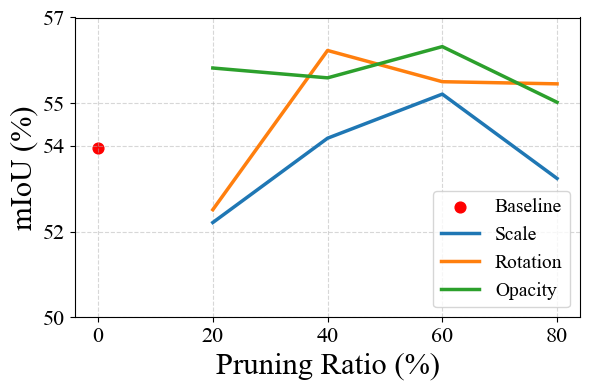 57
55
54
52
50
mIoU (%)
0 20 40 60 80
Pruning Ratio (%)
Baseline
Scale
Rotation
Opacity